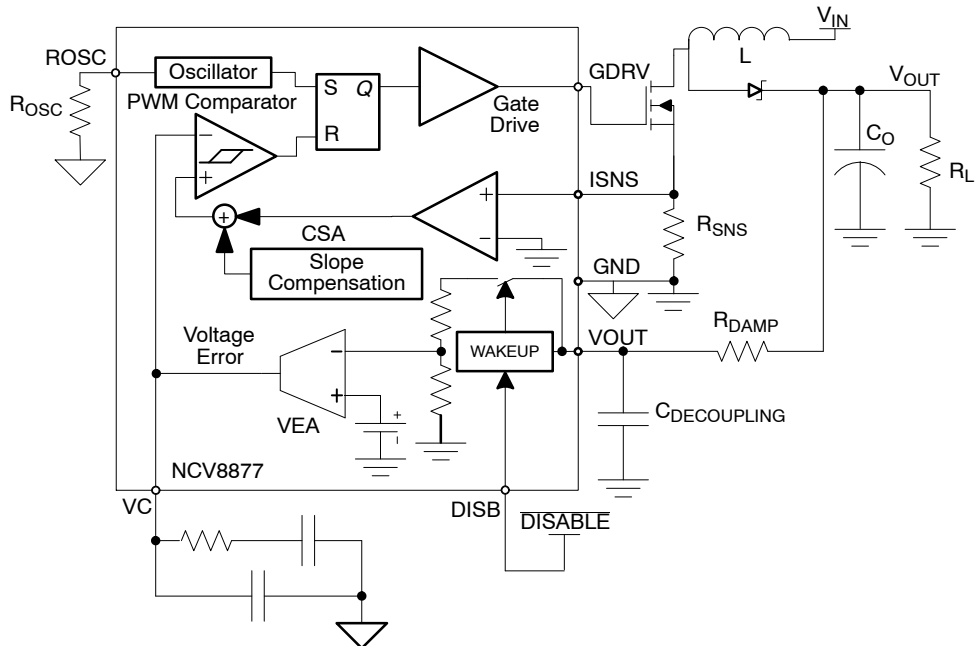 V_IN
ROSC
Oscillator
R_OSC
PWM Comparator
S
Q
R
Gate
Drive
GDRV
L
V_OUT
C_O
R_L
−
+
+
CSA
+
−
ISNS
R_SNS
Slope
Compensation
GND
Voltage
Error
−
+
VEA
+
-
WAKEUP
VOUT
R_DAMP
C_DECOUPLING
NCV8877
VC
DISB
DISABLE